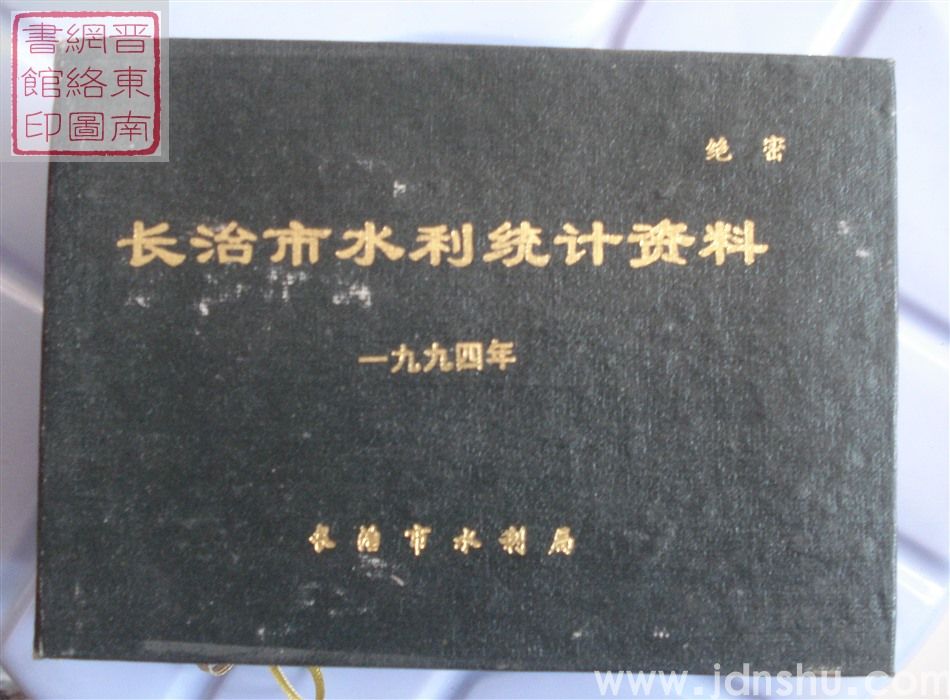 晋東南
網絡圖
書館印
绝密
长治市水利统计资料
一九九四年
长治市水利局
www.jdnshu.com